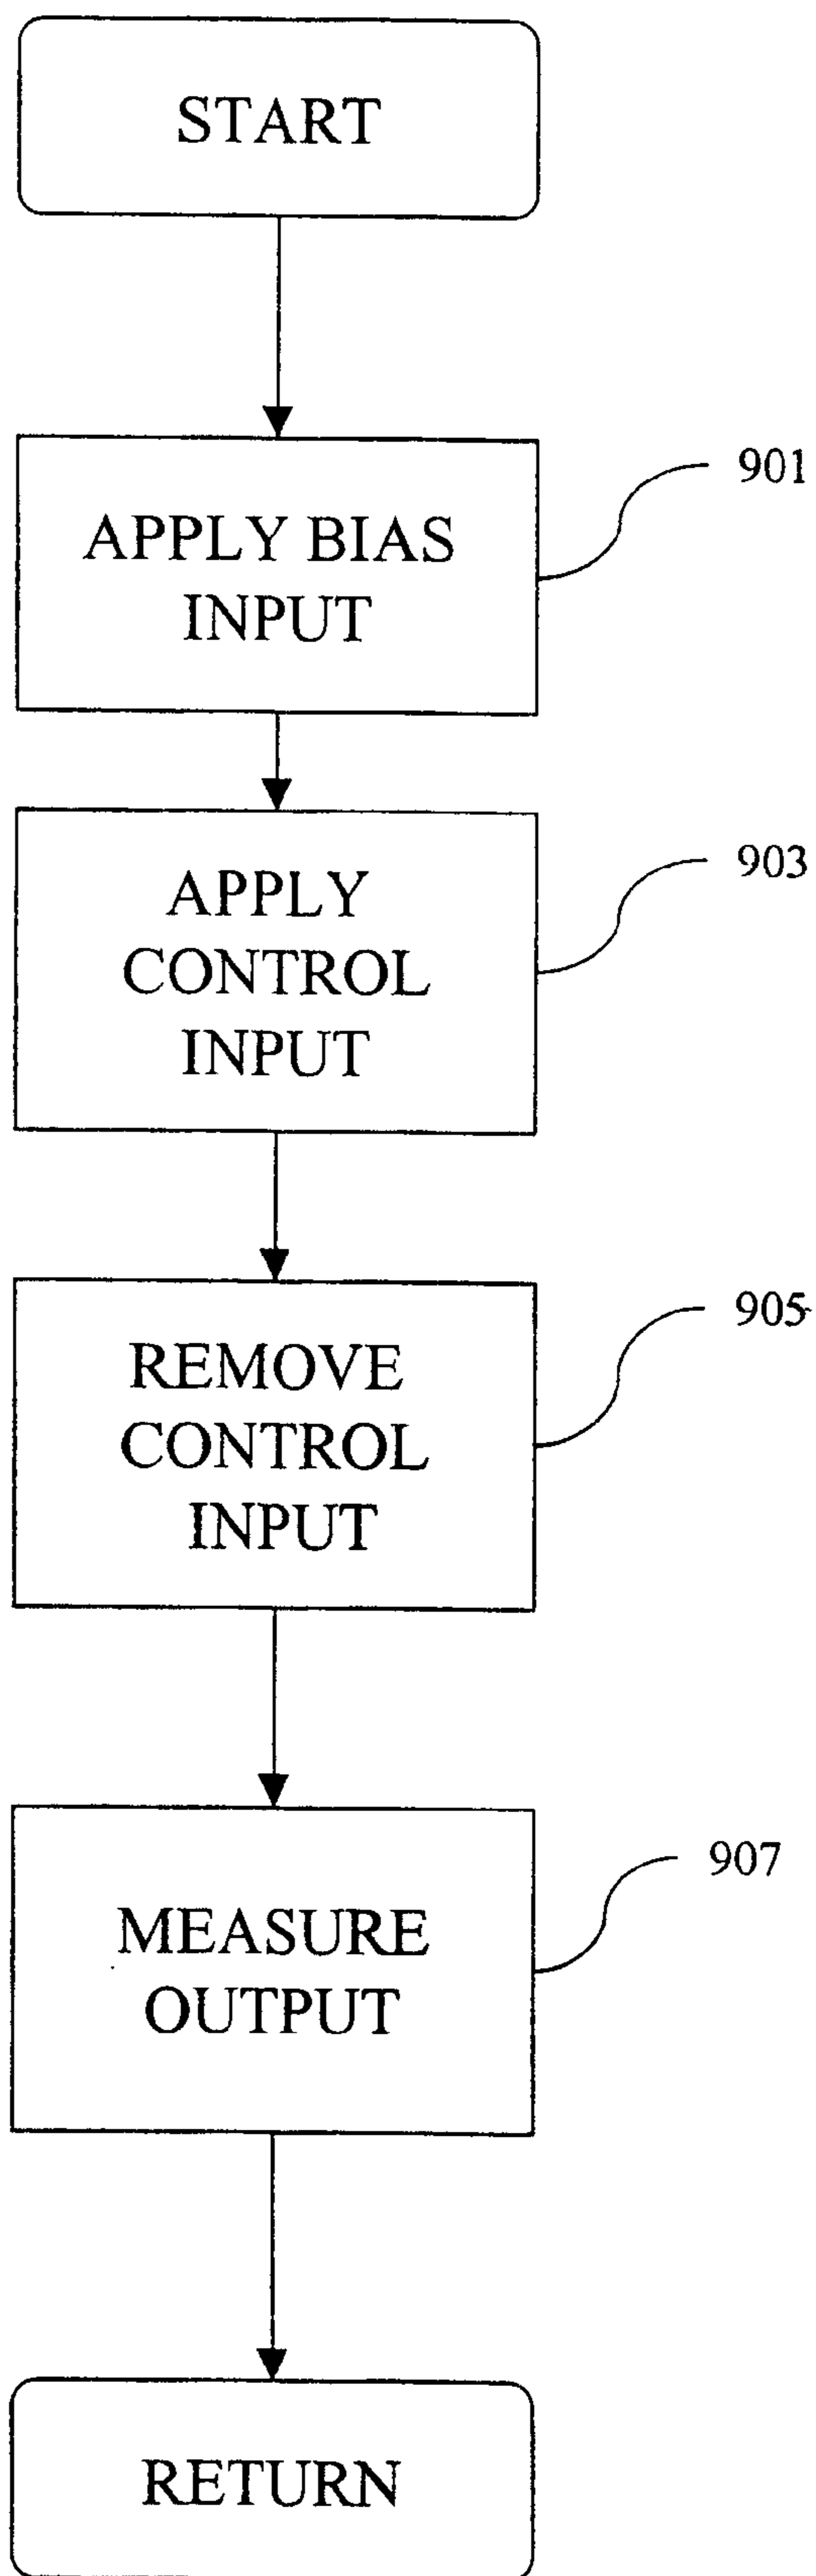 START
APPLY BIAS
INPUT
901
APPLY
CONTROL
INPUT
903
REMOVE
CONTROL
INPUT
905
MEASURE
OUTPUT
907
RETURN